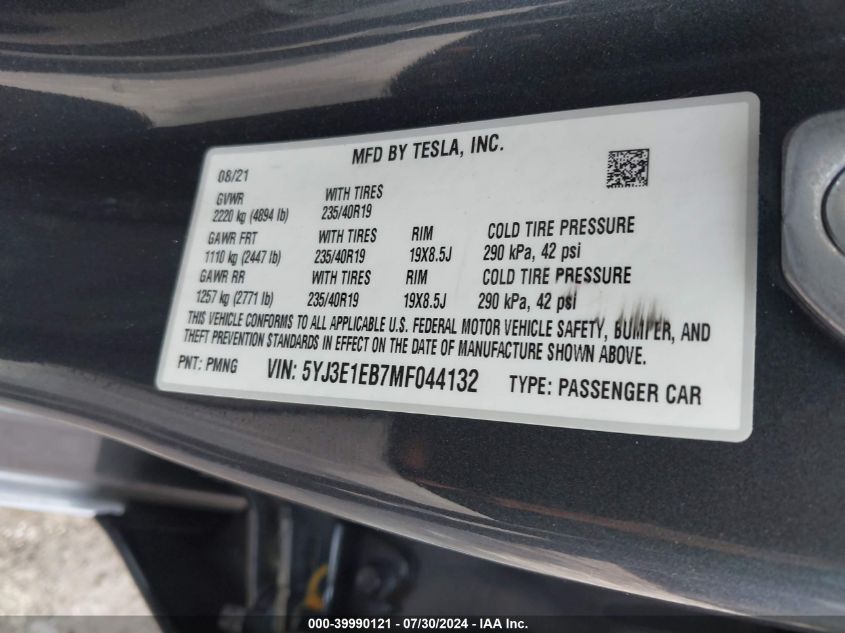 MFD BY TESLA, INC.
08/21
GVWR WITH TIRES
2220 kg (4894 lb) 235/40R19
GAWR FRT WITH TIRES RIM COLD TIRE PRESSURE
1110 kg (2447 lb) 235/40R19 19X8.5J 290 kPa, 42 psi
GAWR RR WITH TIRES RIM COLD TIRE PRESSURE
1257 kg (2771 lb) 235/40R19 19X8.5J 290 kPa, 42 psi
THIS VEHICLE CONFORMS TO ALL APPLICABLE U.S. FEDERAL MOTOR VEHICLE SAFETY, BUMPER, AND
THEFT PREVENTION STANDARDS IN EFFECT ON THE DATE OF MANUFACTURE SHOWN ABOVE.
PNT: PMNG VIN: 5YJ3E1EB7MF044132 TYPE: PASSENGER CAR
000-39990121 - 07/30/2024 - IAA Inc.